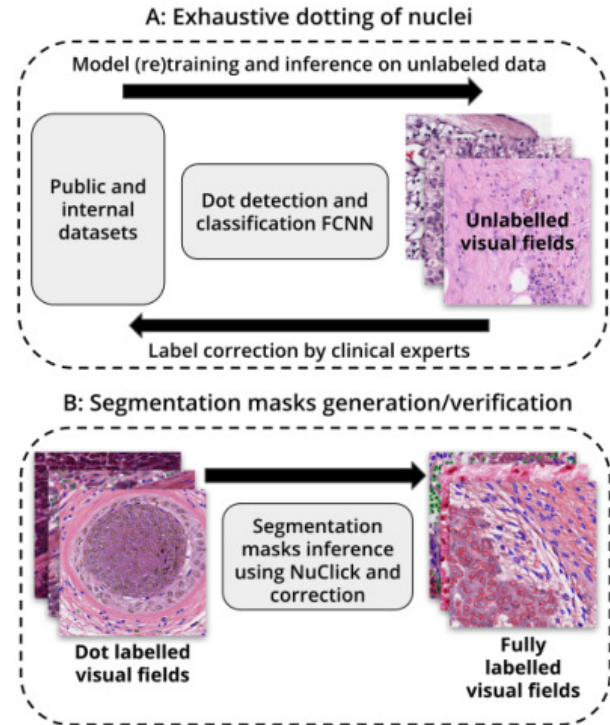 A: Exhaustive dotting of nuclei
Model (re)training and inference on unlabeled data
Public and
internal
datasets
Dot detection and
classification FCNN
Unlabelled
visual fields
Label correction by clinical experts
B: Segmentation masks generation/verification
Segmentation
masks inference
using NuClick and
correction
Dot labelled
visual fields
Fully
labelled
visual fields